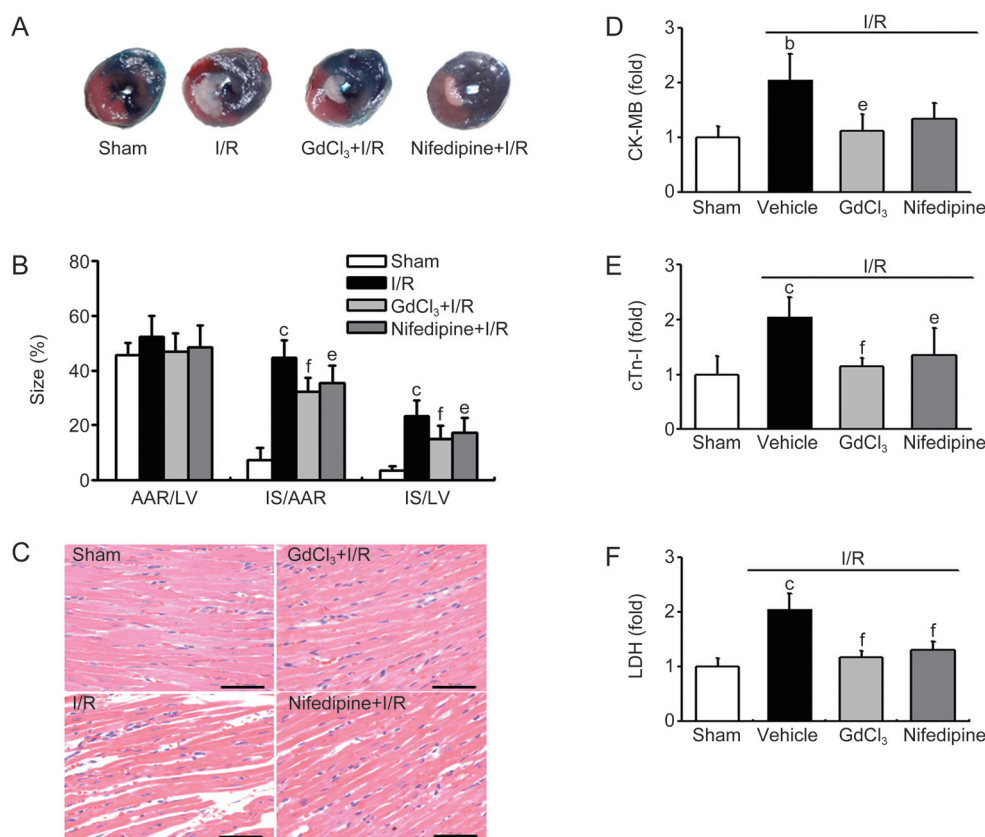 A
Sham
I/R
GdCl₃+I/R
Nifedipine+I/R
B
Size (%)
80
60
40
20
0
Sham
I/R
GdCl₃+I/R
Nifedipine+I/R
c
f
e
c
f
e
AAR/LV
IS/AAR
IS/LV
C
Sham
GdCl₃+I/R
I/R
Nifedipine+I/R
D
I/R
CK-MB (fold)
3
2
1
0
b
e
Sham
Vehicle
GdCl₃
Nifedipine
E
I/R
cTn-I (fold)
3
2
1
0
c
f
e
Sham
Vehicle
GdCl₃
Nifedipine
F
I/R
LDH (fold)
3
2
1
0
c
f
f
Sham
Vehicle
GdCl₃
Nifedipine